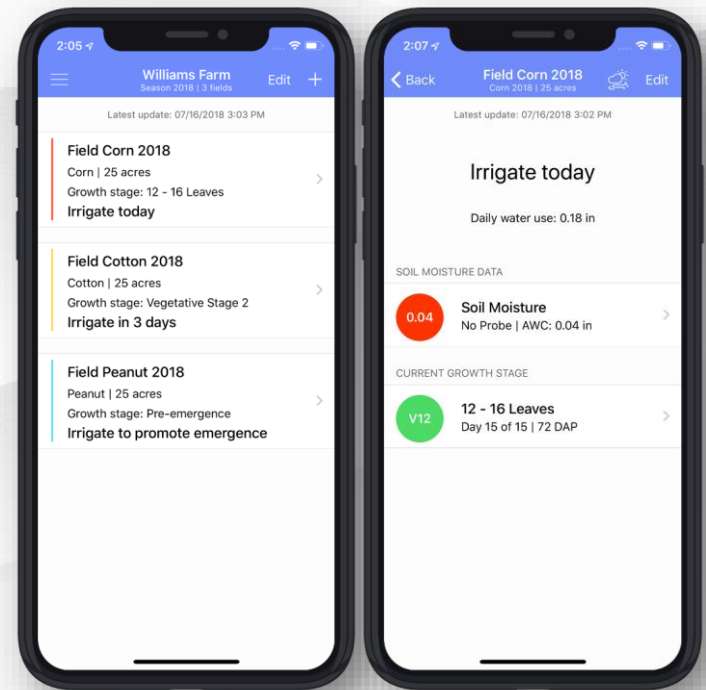 2:05
Williams Farm
Season 2018 | 3 fields
Edit
Latest update: 07/16/2018 3:03 PM
Field Corn 2018
Corn | 25 acres
Growth stage: 12 - 16 Leaves
Irrigate today
Field Cotton 2018
Cotton | 25 acres
Growth stage: Vegetative Stage 2
Irrigate in 3 days
Field Peanut 2018
Peanut | 25 acres
Growth stage: Pre-emergence
Irrigate to promote emergence
2:07
Back
Field Corn 2018
Corn 2018 | 25 acres
Edit
Latest update: 07/16/2018 3:02 PM
Irrigate today
Daily water use: 0.18 in
SOIL MOISTURE DATA
0.04
Soil Moisture
No Probe | AWC: 0.04 in
CURRENT GROWTH STAGE
V12
12 - 16 Leaves
Day 15 of 15 | 72 DAP